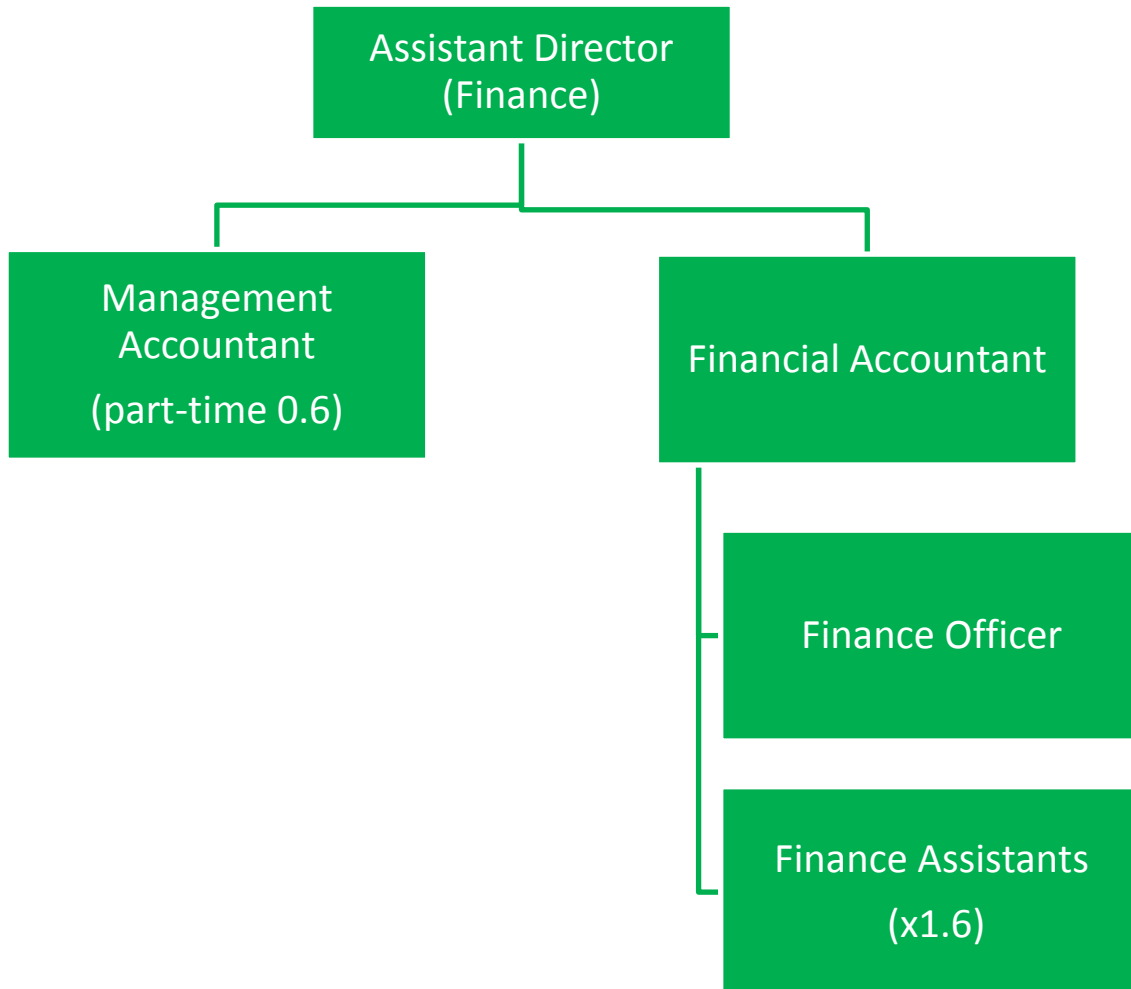 Assistant Director
(Finance)
Management
Accountant
(part-time 0.6)
Financial Accountant
Finance Officer
Finance Assistants
(x1.6)